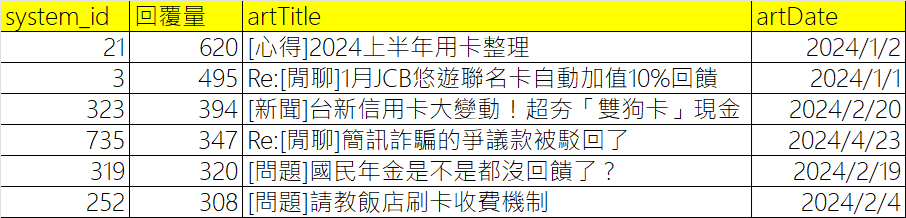 system_id 回覆量 artTitle artDate
21 620 [心得]2024上半年用卡整理 2024/1/2
3 495 Re:[閒聊]1月JCB悠遊聯名卡自動加值10%回饋 2024/1/1
323 394 [新聞]台新信用卡大變動！超夯「雙狗卡」現金 2024/2/20
735 347 Re:[閒聊]簡訊詐騙的爭議款被駁回了 2024/4/23
319 320 [問題]國民年金是不是都沒回饋了？ 2024/2/19
252 308 [問題]請教飯店刷卡收費機制 2024/2/4